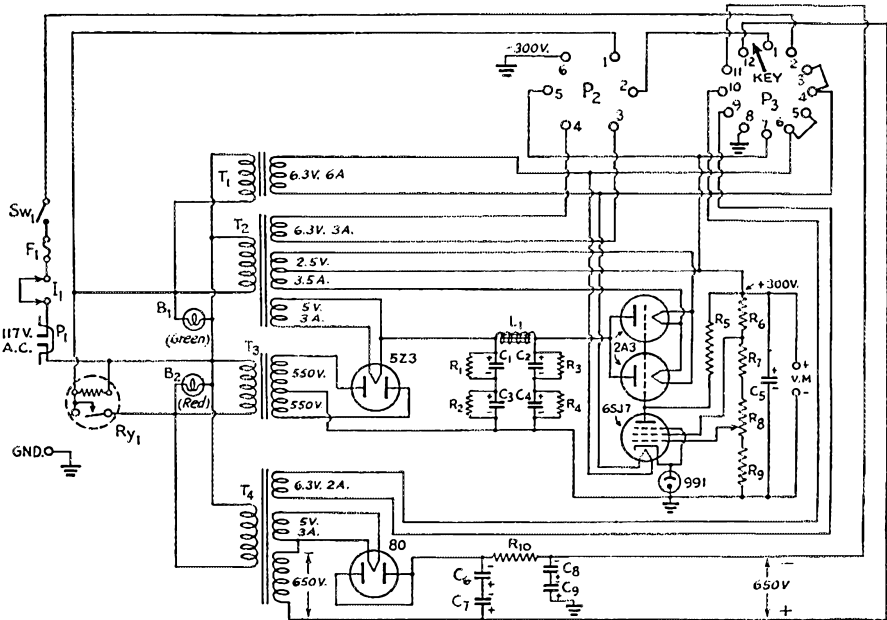 -300V.
6
1
5
P2
2
4
3
12
1
2
11
KEY
3
10
P3
4
9
5
8
7
6
T1
6.3V. 6A
Sw1
F1
I1
P1
117V.
A.C.
T2
6.3V. 3A.
2.5V.
3.5A.
5V.
3A.
B1
(Green)
B2
(Red)
Ry1
GND.
T3
550V.
550V.
5Z3
L1
R1
C1
C2
R3
R2
C3
C4
R4
2A3
6SJ7
991
+300V.
R5
R6
R7
R8
R9
C5
+
V.M
-
T4
6.3V. 2A.
5V.
3A.
650V.
80
R10
C6
C7
C8
C9
-
650V
+